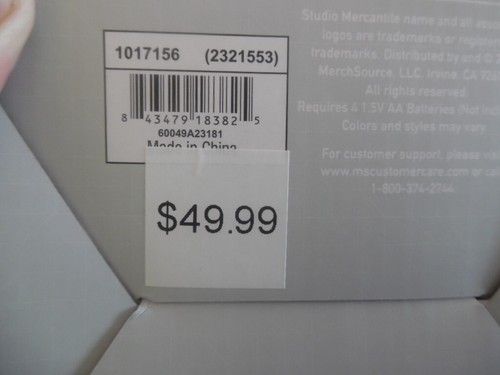 1017156 (2321553)
8 43479 18382 5
60049A23181
Made in China
$49.99
Studio Mercantile name and all
logos are trademarks or
trademarks. Distributed by and ©
MerchSource, LLC. Irvine, CA
All rights reserved.
Requires 4 1.5V AA Batteries (Not
Colors and styles may vary
For customer support, please
www.mscustomercare.com or
1-800-374-2744